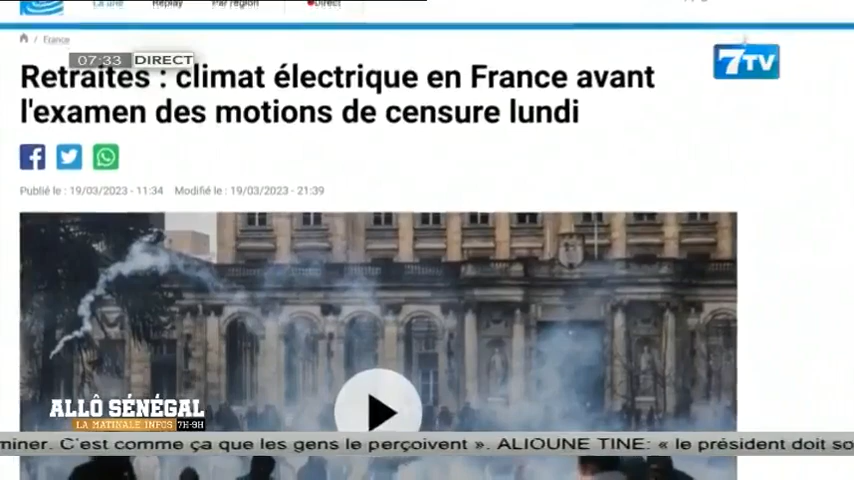 La une Replay Par région Direct
/ France
07:33 DIRECT
7TV
Retraites : climat électrique en France avant
l'examen des motions de censure lundi
Publié le : 19/03/2023 - 11:34 Modifié le : 19/03/2023 - 21:39
ALLÔ SÉNÉGAL
LA MATINALE INFOS 7H-9H
miner. C'est comme ça que les gens le perçoivent ». ALIOUNE TINE: « le président doit so